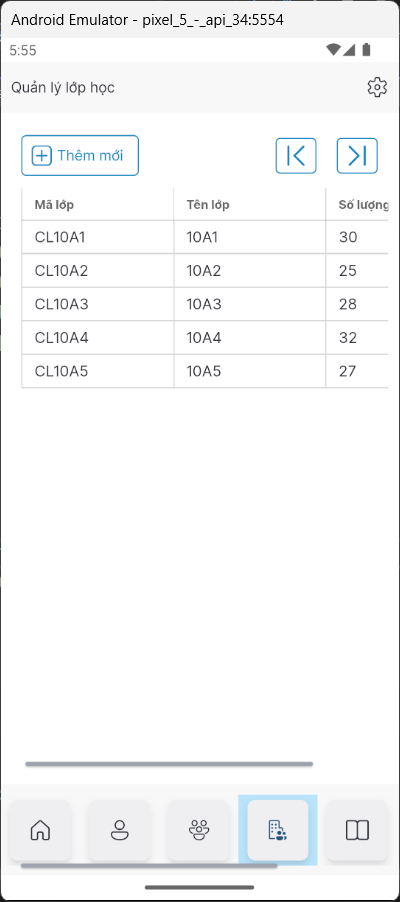 Android Emulator - pixel_5_-_api_34:5554
5:55
Quản lý lớp học
Thêm mới
Mã lớp Tên lớp Số lượng
CL10A1 10A1 30
CL10A2 10A2 25
CL10A3 10A3 28
CL10A4 10A4 32
CL10A5 10A5 27